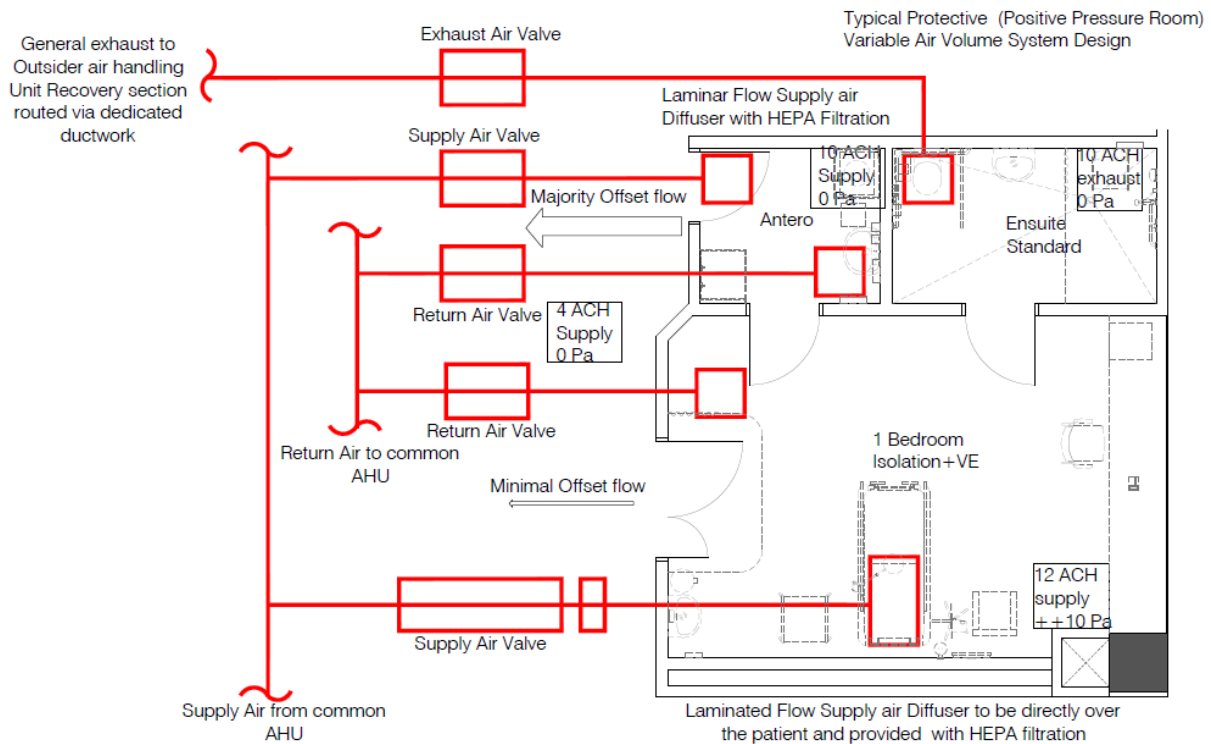 Typical Protective (Positive Pressure Room)
Variable Air Volume System Design
General exhaust to
Outsider air handling
Unit Recovery section
routed via dedicated
ductwork
Exhaust Air Valve
Laminar Flow Supply air
Diffuser with HEPA Filtration
Supply Air Valve
10 ACH
Supply
0 Pa
10 ACH
exhaust
0 Pa
Majority Offset flow
Antero
Ensuite
Standard
Return Air Valve
4 ACH
Supply
0 Pa
Return Air Valve
Return Air to common
AHU
1 Bedroom
Isolation+VE
Minimal Offset flow
12 ACH
supply
++10 Pa
Supply Air Valve
Supply Air from common
AHU
Laminated Flow Supply air Diffuser to be directly over
the patient and provided with HEPA filtration